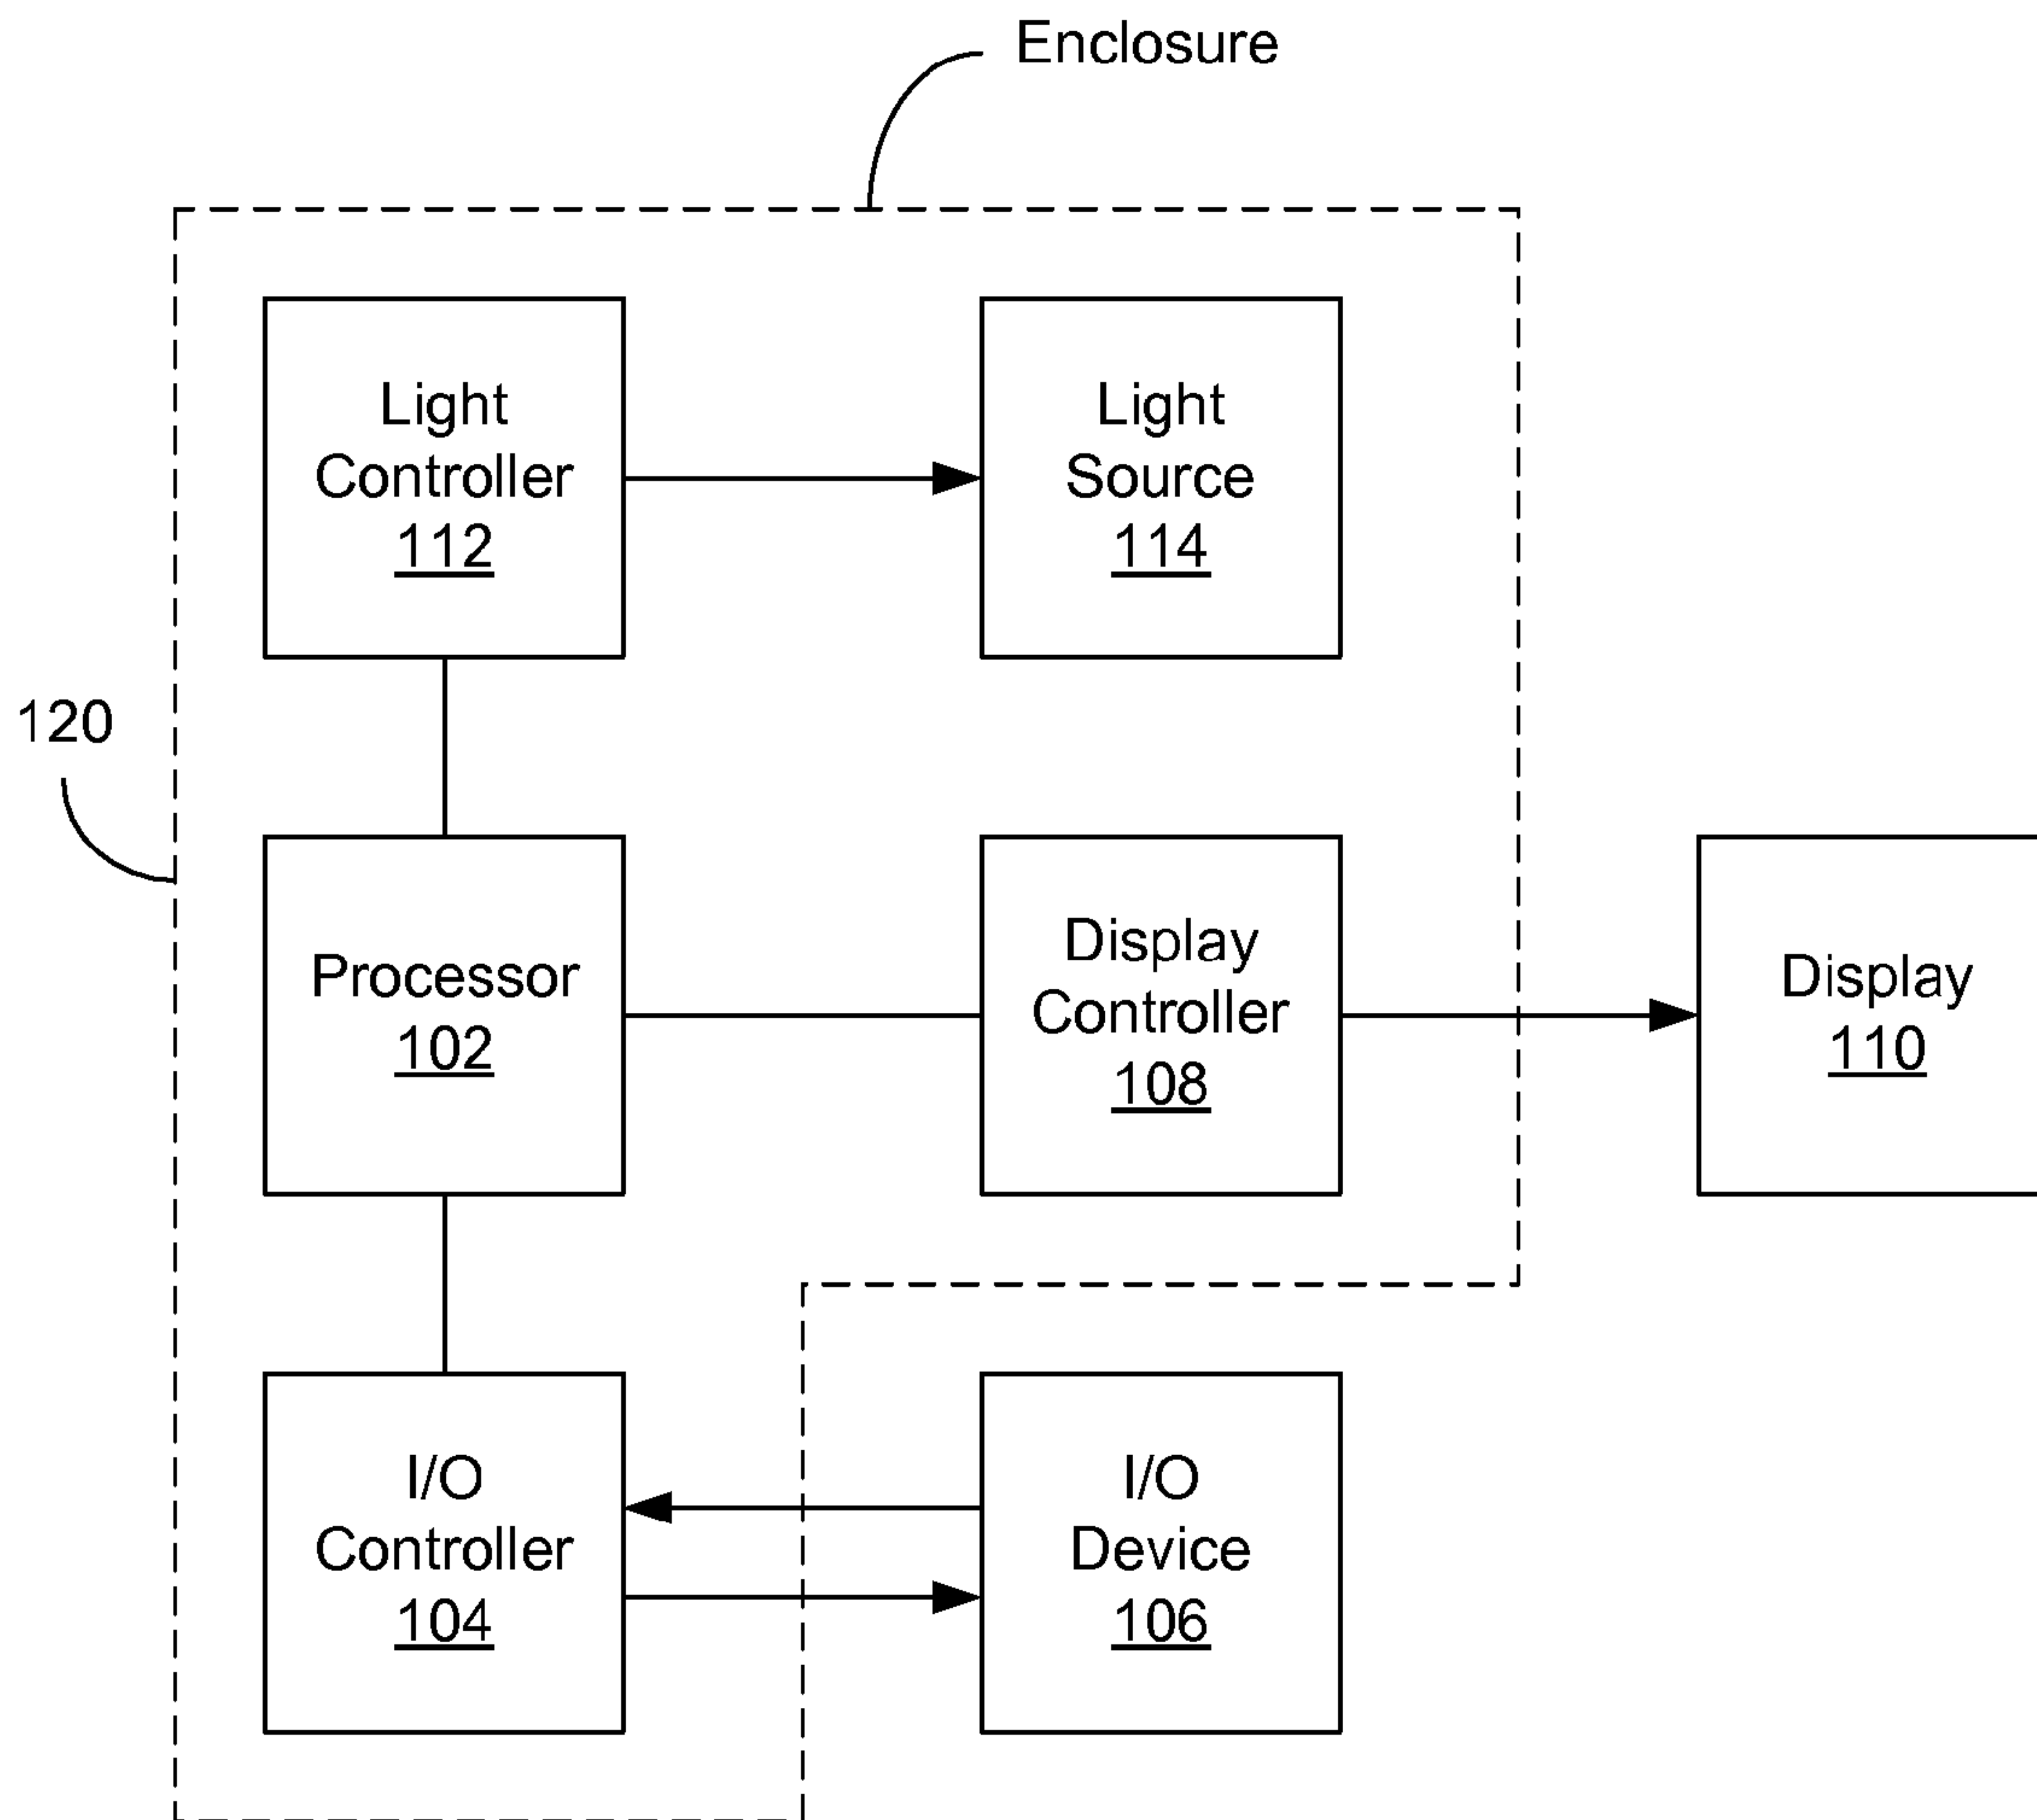 Enclosure
Light
Controller
112
Light
Source
114
120
Processor
102
Display
Controller
108
Display
110
I/O
Controller
104
I/O
Device
106